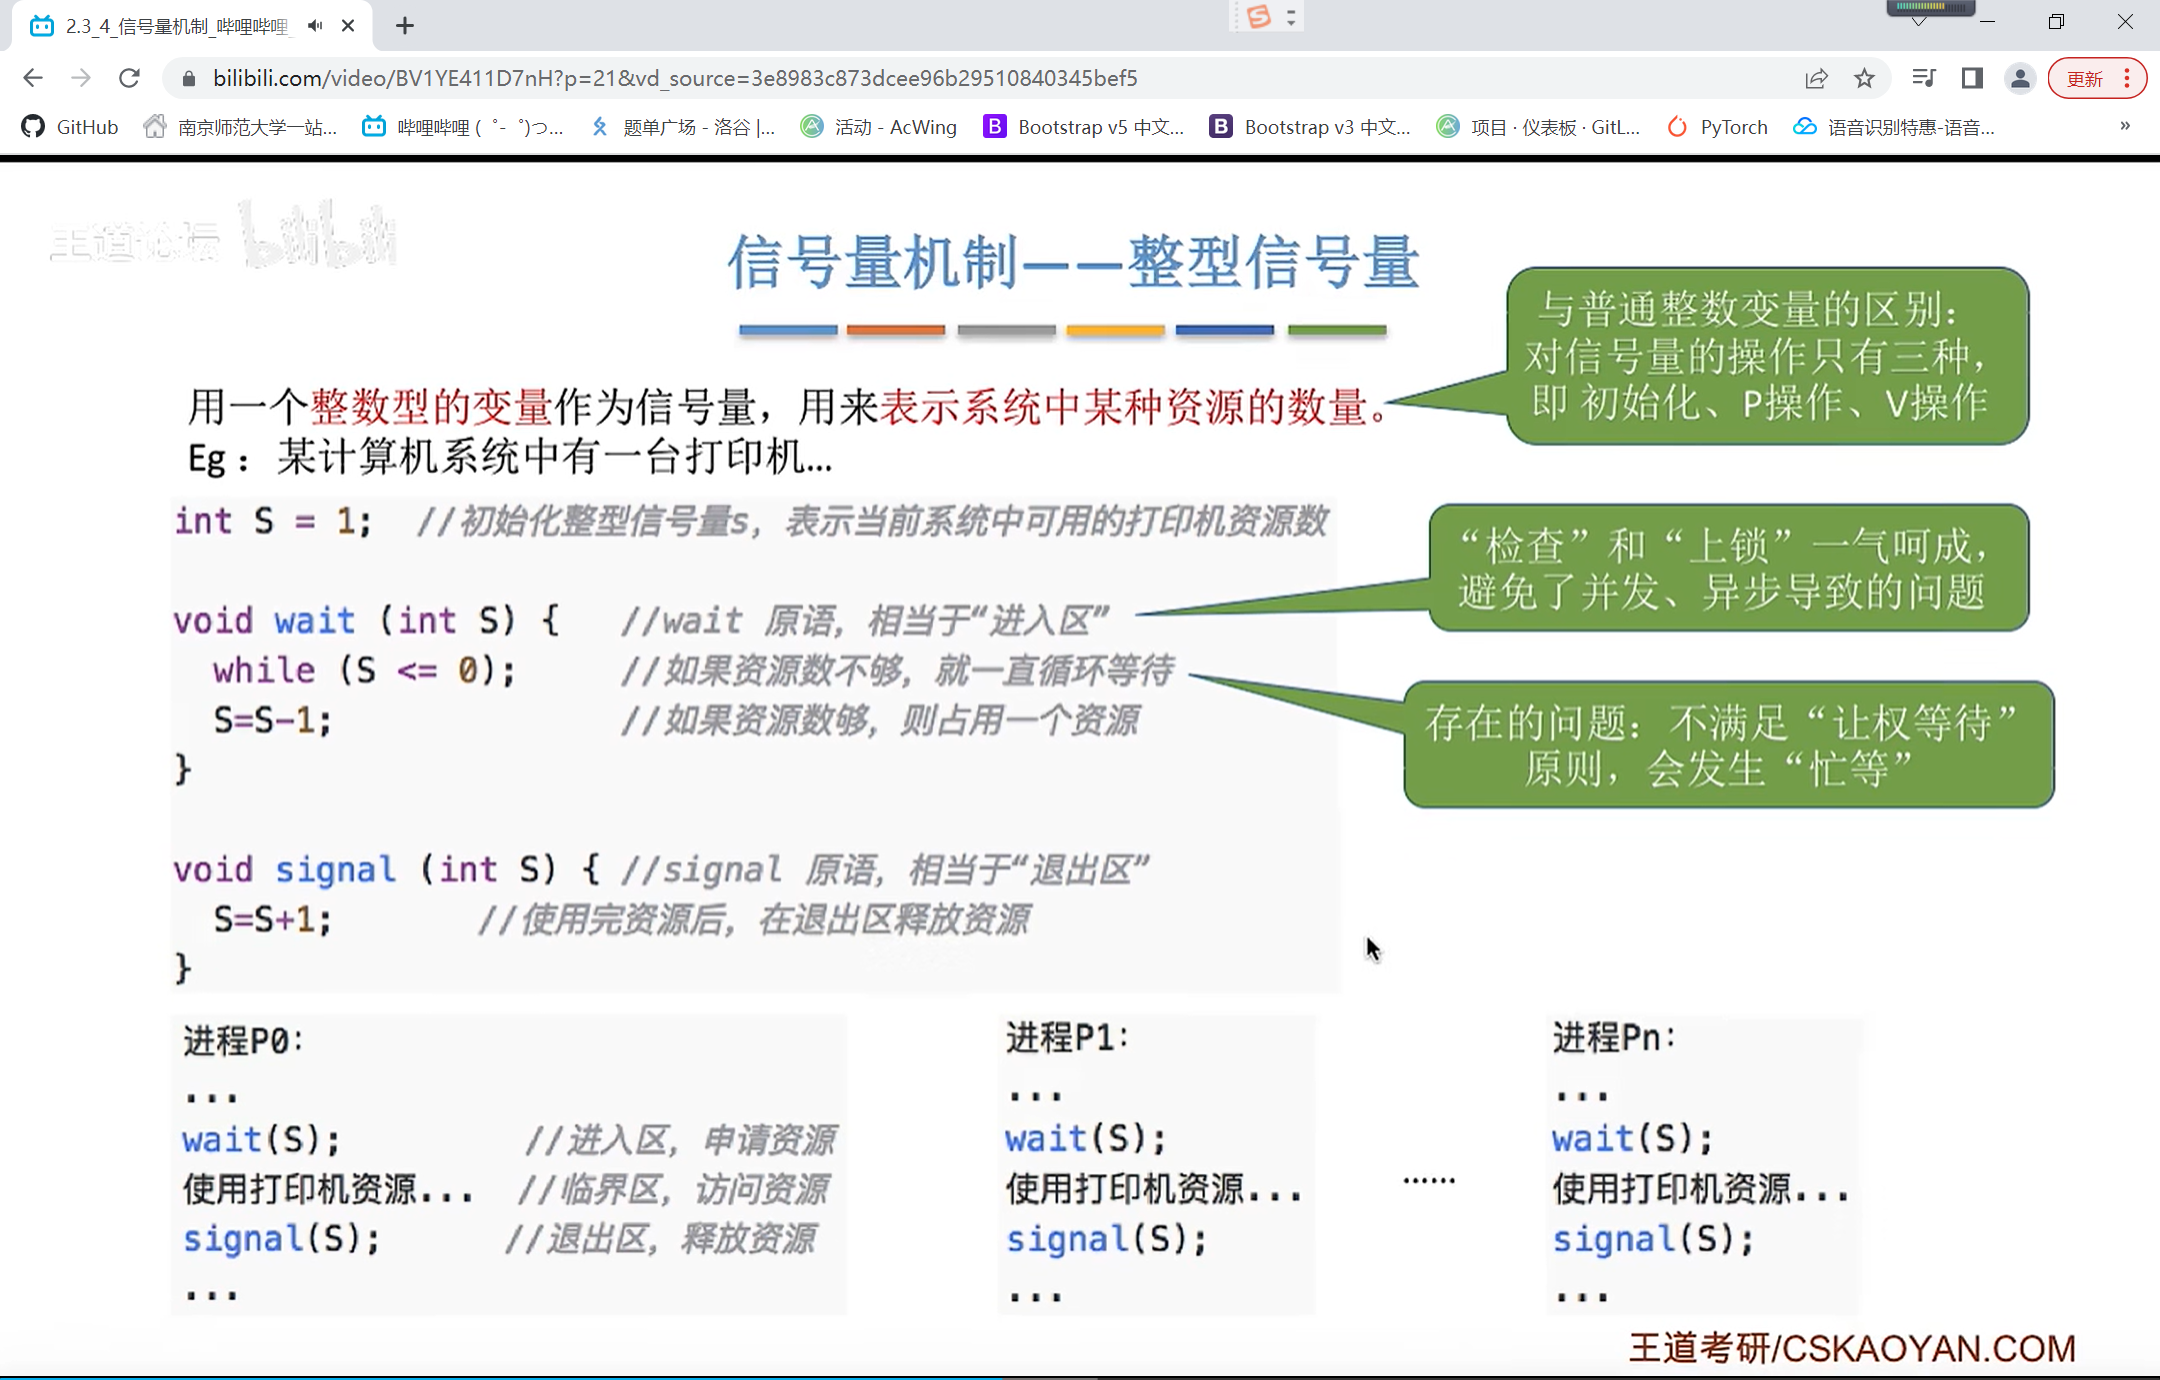 2.3_4_信号量机制_哔哩哔哩_
bilibili.com/video/BV1YE411D7nH?p=21&vd_source=3e8983c873dcee96b29510840345bef5
更新
GitHub
南京师范大学一站...
哔哩哔哩 (゜-゜)つ...
题单广场 - 洛谷 |...
活动 - AcWing
Bootstrap v5 中文...
Bootstrap v3 中文...
项目 · 仪表板 · GitL...
PyTorch
语音识别特惠-语音...
»
王道论坛 bilibili
信号量机制——整型信号量
与普通整数变量的区别：
对信号量的操作只有三种，
即 初始化、P操作、V操作
用一个整数型的变量作为信号量，用来表示系统中某种资源的数量。
Eg：某计算机系统中有一台打印机...
int S = 1; //初始化整型信号量s，表示当前系统中可用的打印机资源数
“检查”和“上锁”一气呵成，
避免了并发、异步导致的问题
void wait (int S) { //wait 原语，相当于“进入区”
while (S <= 0); //如果资源数不够，就一直循环等待
S=S-1; //如果资源数够，则占用一个资源
}
存在的问题：不满足“让权等待”
原则，会发生“忙等”
void signal (int S) { //signal 原语，相当于“退出区”
S=S+1; //使用完资源后，在退出区释放资源
}
进程P0：
...
wait(S); //进入区，申请资源
使用打印机资源... //临界区，访问资源
signal(S); //退出区，释放资源
...
进程P1：
...
wait(S);
使用打印机资源...
signal(S);
...
......
进程Pn：
...
wait(S);
使用打印机资源...
signal(S);
...
王道考研/CSKAOYAN.COM